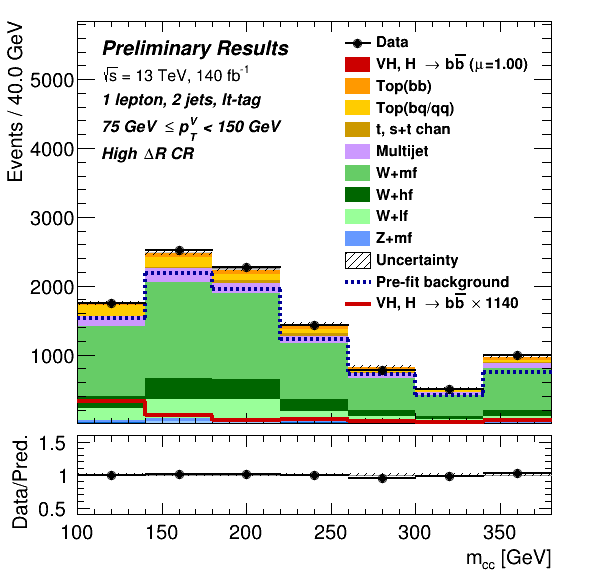 Preliminary Results
√s = 13 TeV, 140 fb⁻¹
1 lepton, 2 jets, lt-tag
75 GeV ≤ p_T^V < 150 GeV
High ΔR CR
Data
VH, H → bb̅ (μ=1.00)
Top(bb)
Top(bq/qq)
t, s+t chan
Multijet
W+mf
W+hf
W+lf
Z+mf
Uncertainty
Pre-fit background
VH, H → bb̅ × 1140
Events / 40.0 GeV
5000
4000
3000
2000
1000
Data/Pred.
1.5
1
0.5
100 150 200 250 300 350
m_cc [GeV]